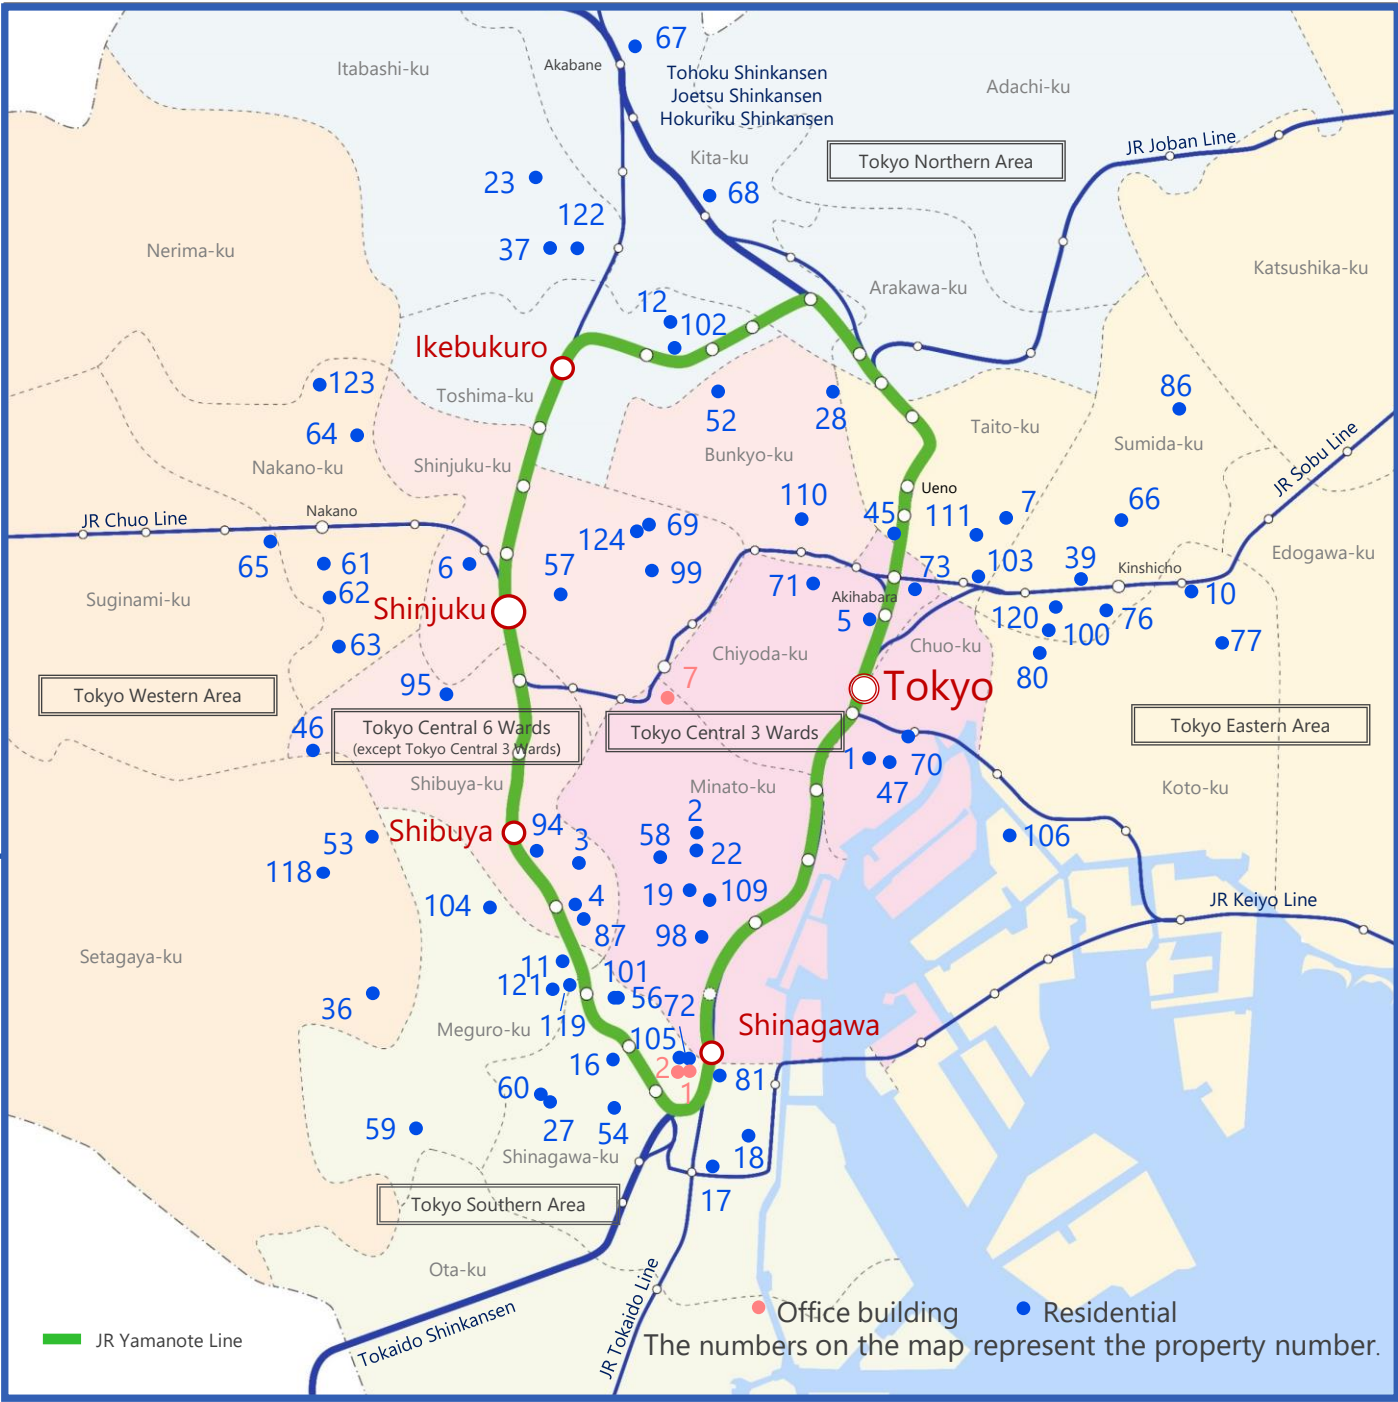 67
Akabane
Itabashi-ku
Tohoku Shinkansen
Joetsu Shinkansen
Hokuriku Shinkansen
Adachi-ku
JR Joban Line
Kita-ku
Tokyo Northern Area
23
68
122
37
Nerima-ku
Katsushika-ku
Arakawa-ku
12
102
Ikebukuro
123
Toshima-ku
52
28
86
64
Taito-ku
Sumida-ku
Nakano-ku
Shinjuku-ku
Bunkyo-ku
JR Sobu Line
Ueno
JR Chuo Line
Nakano
110
45
111
7
66
69
124
65
61
6
57
99
71
73
103
39
Kinshicho
Edogawa-ku
Suginami-ku
62
Shinjuku
Akihabara
5
120
100
76
10
63
Chiyoda-ku
Chuo-ku
80
77
95
7
Tokyo
Tokyo Western Area
46
Tokyo Central 6 Wards
(except Tokyo Central 3 Wards)
Tokyo Central 3 Wards
Tokyo Eastern Area
1
47
70
Shibuya-ku
Minato-ku
Koto-ku
53
Shibuya
94
3
58
2
22
106
118
104
4
87
19
109
98
JR Keiyo Line
Setagaya-ku
11
121
119
101
56
72
36
Meguro-ku
105
Shinagawa
16
2
1
81
60
27
54
59
Shinagawa-ku
18
17
Tokyo Southern Area
Ota-ku
Tokaido Shinkansen
JR Tokaido Line
JR Yamanote Line
Office building
Residential
The numbers on the map represent the property number.